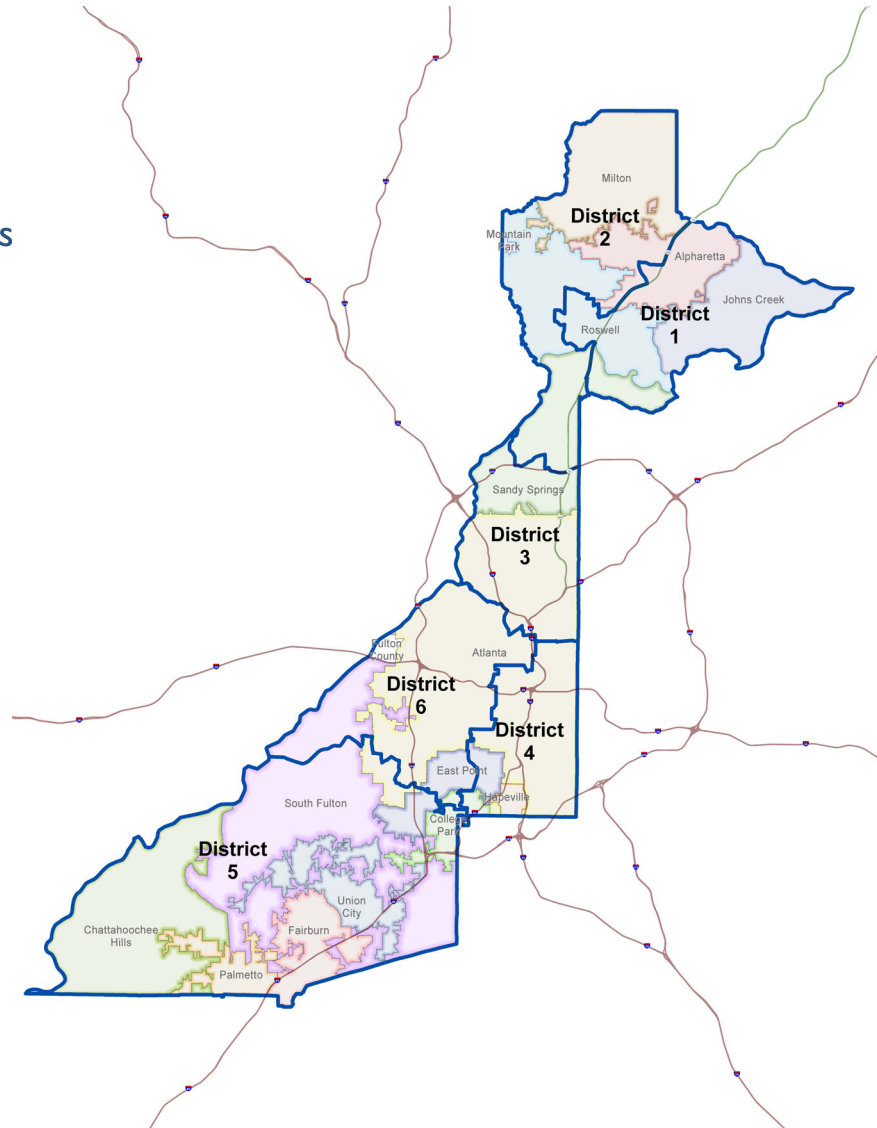 s
Milton
District
2
Mountain
Park
Alpharetta
Johns Creek
District
1
Roswell
Sandy Springs
District
3
Fulton
County
Atlanta
District
6
District
4
East Point
Hapeville
South Fulton
College
Park
District
5
Union
City
Fairburn
Chattahoochee
Hills
Palmetto